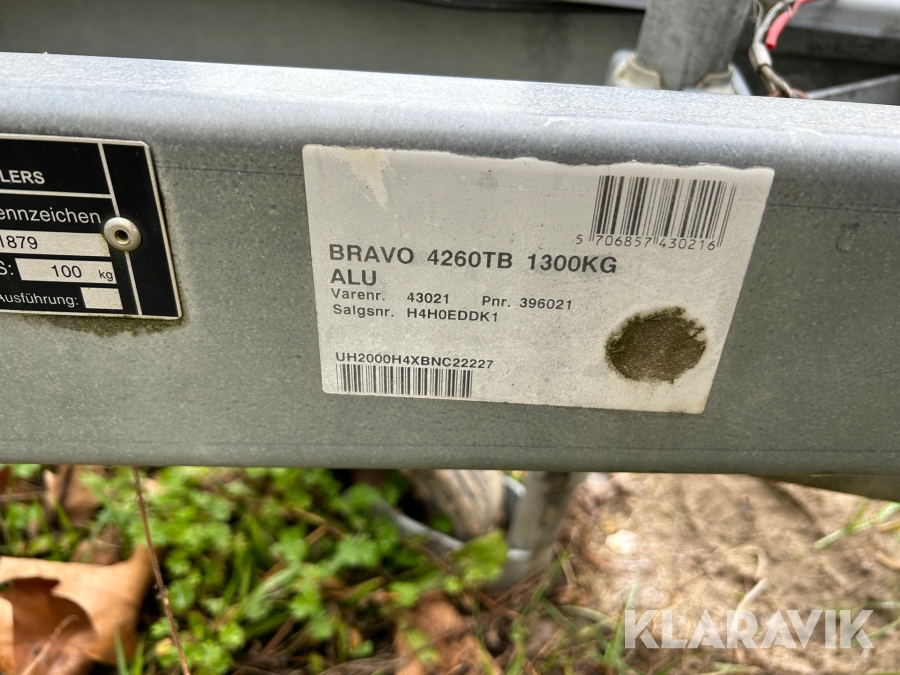 LERS
ennzeichen
1879
S: 100 kg
Ausführung:
5 706857 430216
BRAVO 4260TB 1300KG
ALU
Varenr. 43021 Pnr. 396021
Salgsnr. H4H0EDDK1
UH2000H4XBNC22227
KLARAVIK